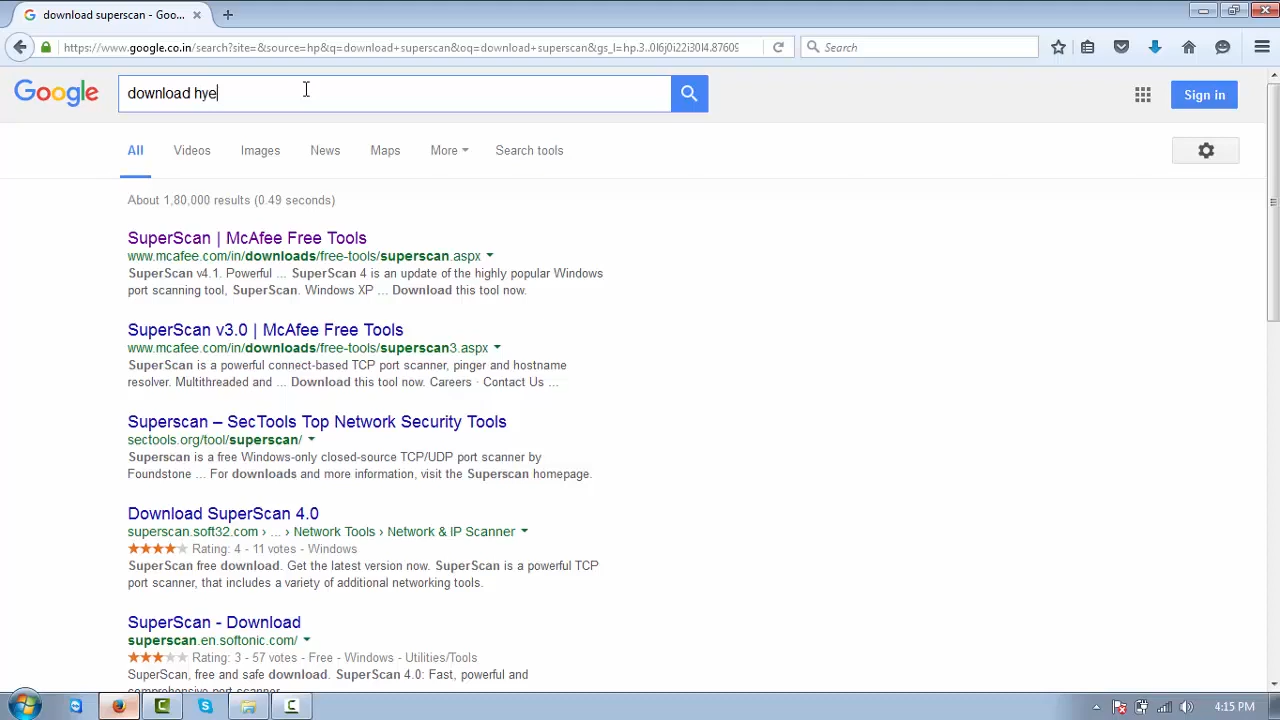 download superscan - Goo...
https://www.google.co.in/search?site=&source=hp&q=download+superscan&oq=download+superscan&gs_l=hp.3..0l6j0i22i30l4.87609
Search
Google
download hye
Sign in
All Videos Images News Maps More Search tools
About 1,80,000 results (0.49 seconds)
SuperScan | McAfee Free Tools
www.mcafee.com/in/downloads/free-tools/superscan.aspx
SuperScan v4.1. Powerful ... SuperScan 4 is an update of the highly popular Windows
port scanning tool, SuperScan. Windows XP ... Download this tool now.
SuperScan v3.0 | McAfee Free Tools
www.mcafee.com/in/downloads/free-tools/superscan3.aspx
SuperScan is a powerful connect-based TCP port scanner, pinger and hostname
resolver. Multithreaded and ... Download this tool now. Careers · Contact Us ...
Superscan – SecTools Top Network Security Tools
sectools.org/tool/superscan/
Superscan is a free Windows-only closed-source TCP/UDP port scanner by
Foundstone ... For downloads and more information, visit the Superscan homepage.
Download SuperScan 4.0
superscan.soft32.com › ... › Network Tools › Network & IP Scanner
Rating: 4 - 11 votes - Windows
SuperScan free download. Get the latest version now. SuperScan is a powerful TCP
port scanner, that includes a variety of additional networking tools.
SuperScan - Download
superscan.en.softonic.com/
Rating: 3 - 57 votes - Free - Windows - Utilities/Tools
SuperScan, free and safe download. SuperScan 4.0: Fast, powerful and
comprehensive port scanner.
4:15 PM